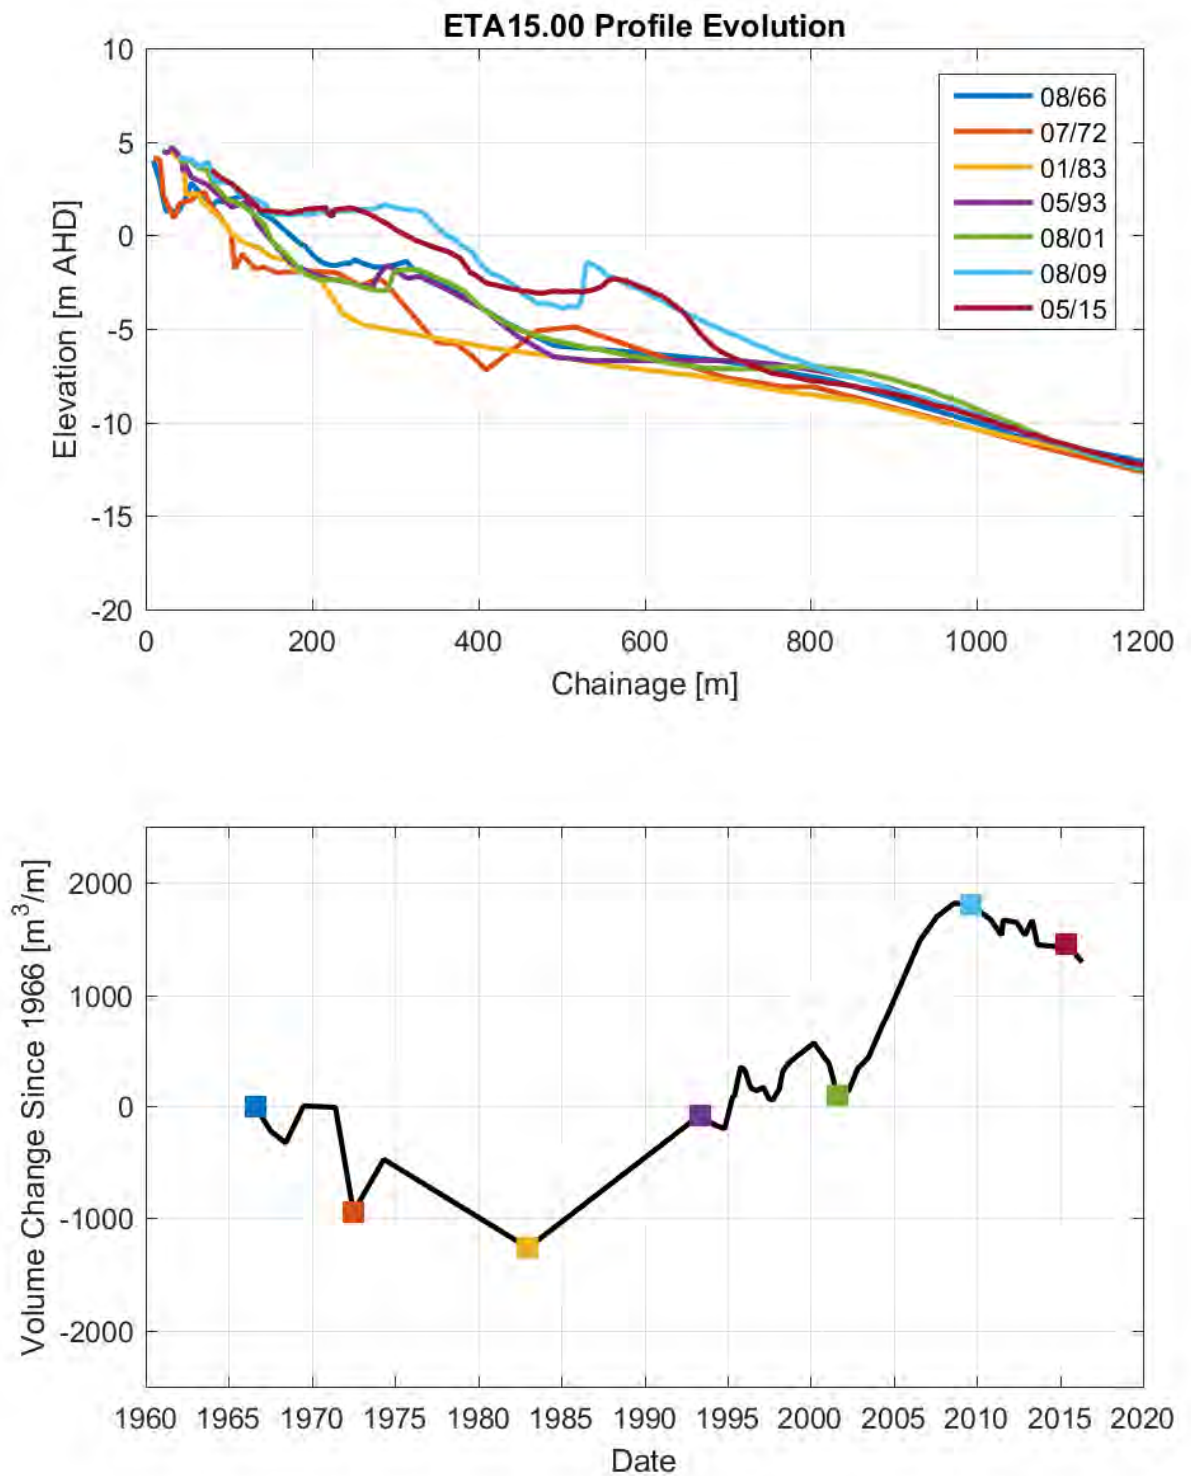 ETA15.00 Profile Evolution
10
5
0
-5
-10
-15
-20
Elevation [m AHD]
08/66
07/72
01/83
05/93
08/01
08/09
05/15
0 200 400 600 800 1000 1200
Chainage [m]
2000
1000
0
-1000
-2000
Volume Change Since 1966 [m³/m]
1960 1965 1970 1975 1980 1985 1990 1995 2000 2005 2010 2015 2020
Date